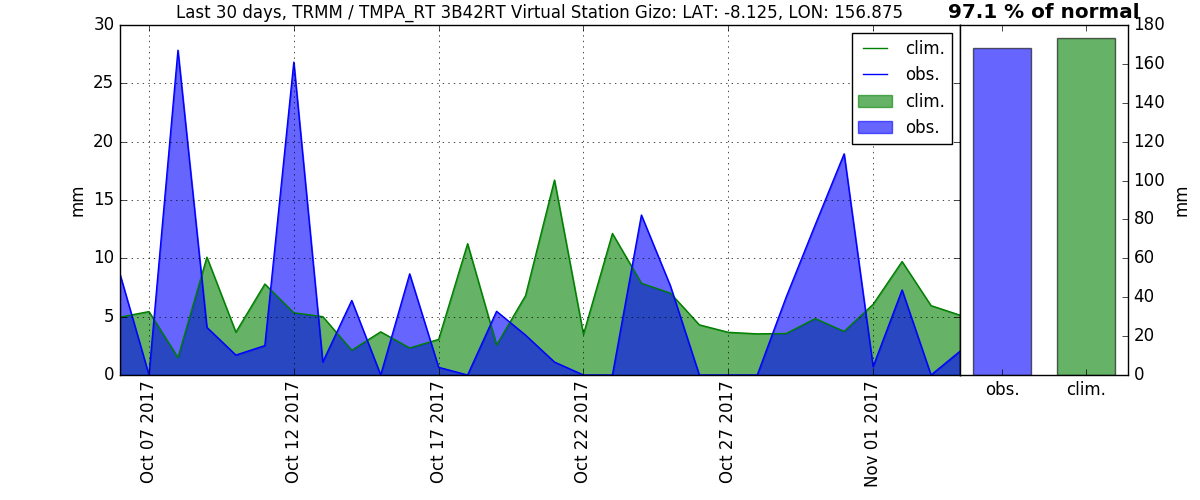 Last 30 days, TRMM / TMPA_RT 3B42RT Virtual Station Gizo: LAT: -8.125, LON: 156.875
97.1 % of normal
30
25
20
15
10
5
0
mm
clim.
obs.
clim.
obs.
180
160
140
120
100
80
60
40
20
0
mm
Oct 07 2017
Oct 12 2017
Oct 17 2017
Oct 22 2017
Oct 27 2017
Nov 01 2017
obs.
clim.